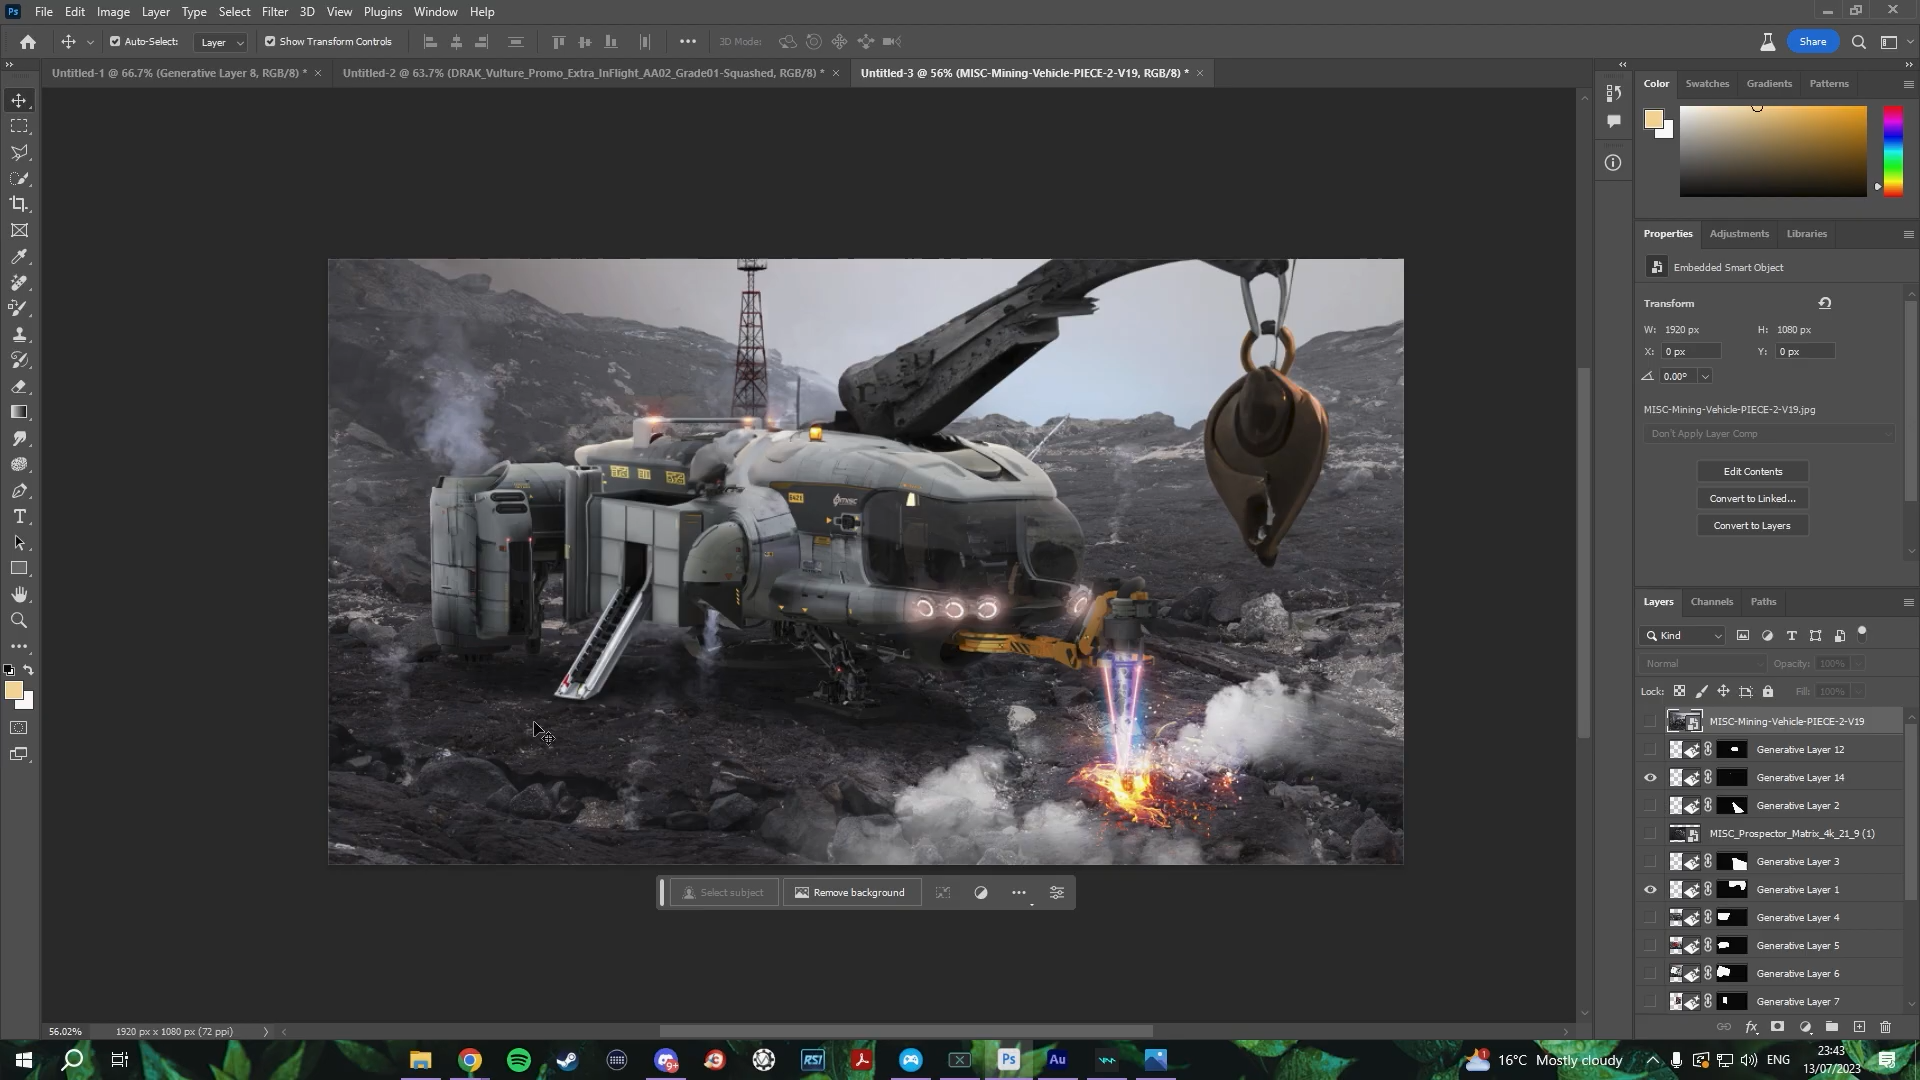 Ps File Edit Image Layer Type Select Filter 3D View Plugins Window Help
Auto-Select: Layer Show Transform Controls 3D Mode: Share
Untitled-1 @ 66.7% (Generative Layer 8, RGB/8) * Untitled-2 @ 63.7% (DRAK_Vulture_Promo_Extra_InFlight_AA02_Grade01-Squashed, RGB/8) * Untitled-3 @ 56% (MISC-Mining-Vehicle-PIECE-2-V19, RGB/8) *
Color Swatches Gradients Patterns
Properties Adjustments Libraries
Embedded Smart Object
Transform
W: 1920 px H: 1080 px
X: 0 px Y: 0 px
0.00°
MISC-Mining-Vehicle-PIECE-2-V19.jpg
Don't Apply Layer Comp
Edit Contents
Convert to Linked...
Convert to Layers
Layers Channels Paths
Kind
Normal Opacity: 100%
Lock: Fill: 100%
MISC-Mining-Vehicle-PIECE-2-V19
Generative Layer 12
Generative Layer 14
Generative Layer 2
MISC_Prospector_Matrix_4k_21_9 (1)
Generative Layer 3
Generative Layer 1
Generative Layer 4
Generative Layer 5
Generative Layer 6
Generative Layer 7
MISC
Select subject Remove background
56.02% 1920 px x 1080 px (72 ppi)
RSI Ps Au 16°C Mostly cloudy ENG
23:43
13/07/2023